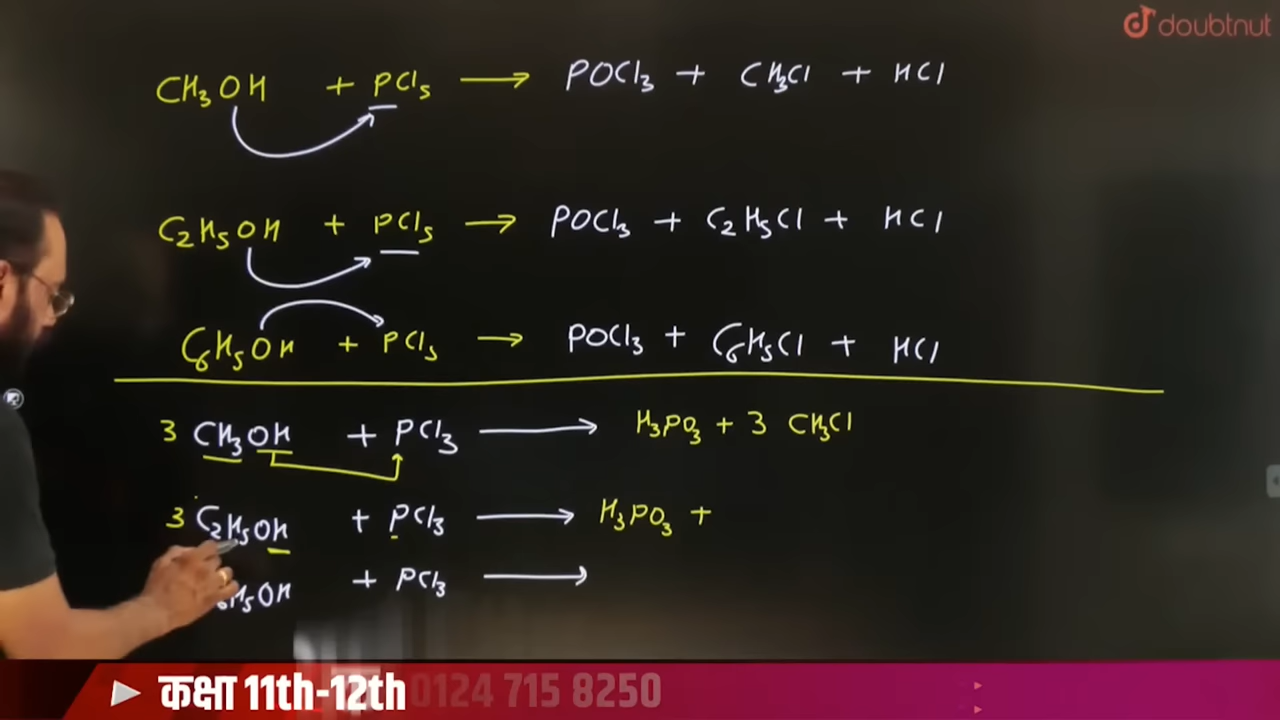 doubtnut
CH₃OH + PCl₅ ⟶ POCl₃ + CH₃Cl + HCl
C₂H₅OH + PCl₅ ⟶ POCl₃ + C₂H₅Cl + HCl
C₆H₅OH + PCl₅ ⟶ POCl₃ + C₆H₅Cl + HCl
3 CH₃OH + PCl₃ ⟶ H₃PO₃ + 3 CH₃Cl
3 C₂H₅OH + PCl₃ ⟶ H₃PO₃ +
H₅OH + PCl₃ ⟶
कक्षा 11th-12th 0124 715 8250